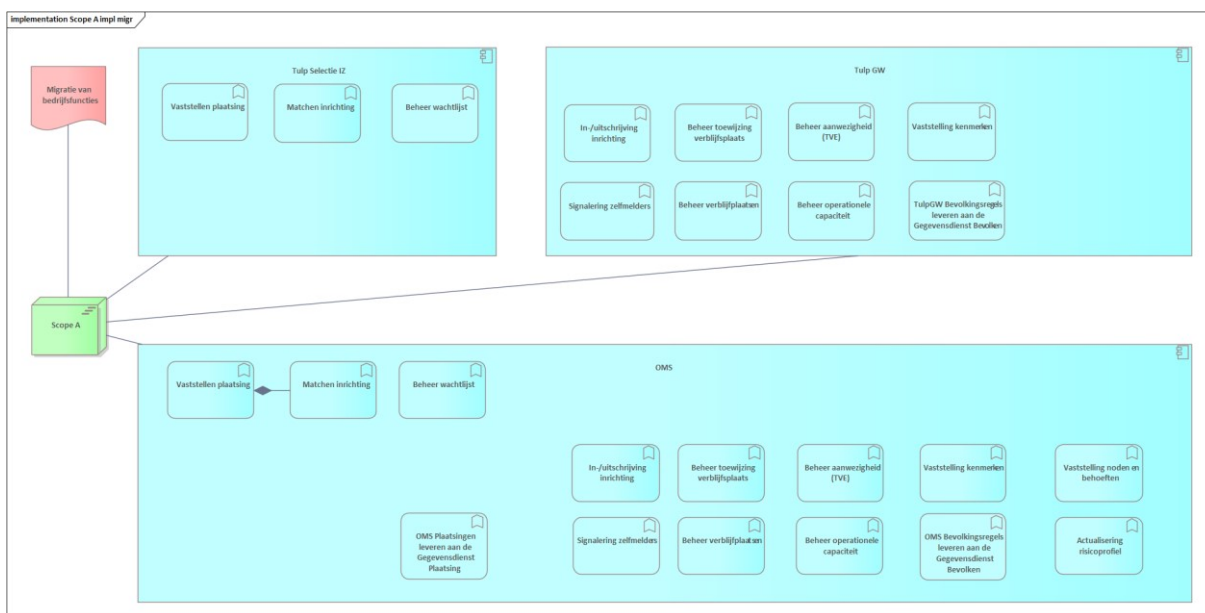 implementation Scope A impl migr
Migratie van
bedrijfsfuncties
Scope A
Tulp Selectie IZ
Vaststellen plaatsing
Matchen inrichting
Beheer wachtlijst
Tulp GW
In-/uitschrijving
inrichting
Beheer toewijzing
verblijfsplaats
Beheer aanwezigheid
(TVE)
Vaststelling kenmerken
Signalering zelfmelders
Beheer verblijfplaatsen
Beheer operationele
capaciteit
TulpGW Bevolkingsregels
leveren aan de
Gegevensdienst Bevolken
OMS
Vaststellen plaatsing
Matchen inrichting
Beheer wachtlijst
In-/uitschrijving
inrichting
Beheer toewijzing
verblijfsplaats
Beheer aanwezigheid
(TVE)
Vaststelling kenmerken
Vaststelling noden en
behoeften
OMS Plaatsingen
leveren aan de
Gegevensdienst
Plaatsing
Signalering zelfmelders
Beheer verblijfplaatsen
Beheer operationele
capaciteit
OMS Bevolkingsregels
leveren aan de
Gegevensdienst
Bevolken
Actualisering
risicoprofiel